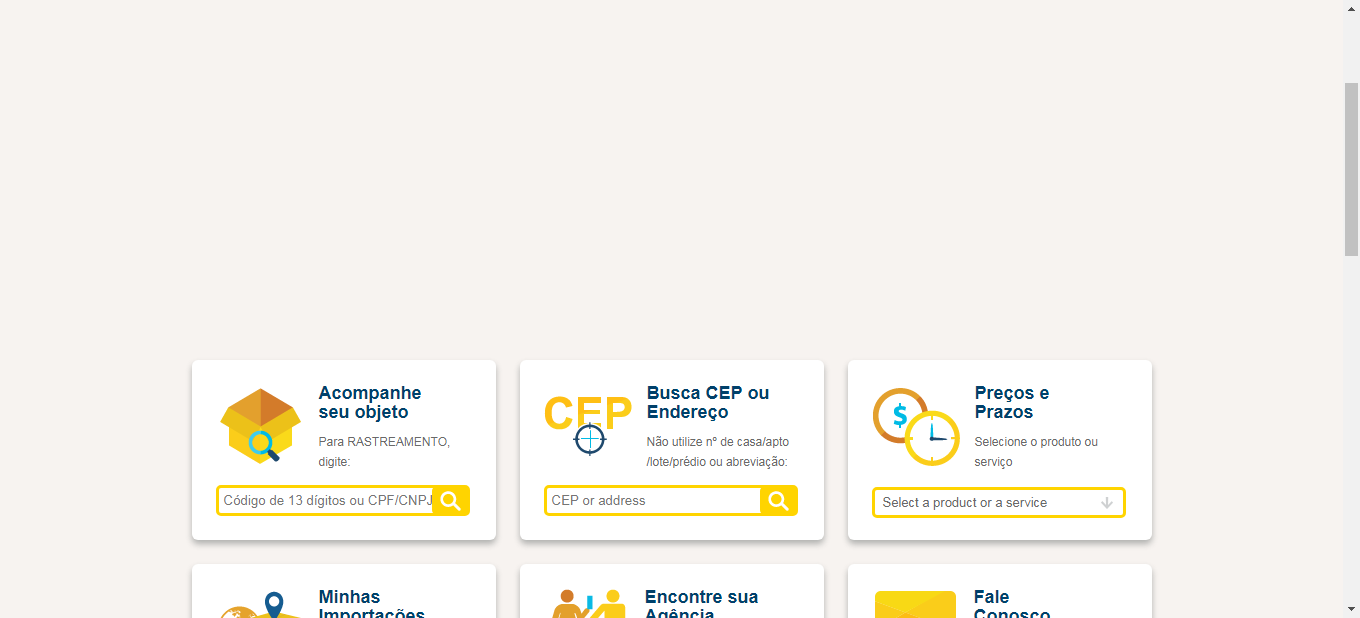 Acompanhe
seu objeto
Para RASTREAMENTO,
digite:
Código de 13 dígitos ou CPF/CNPJ
CEP
Busca CEP ou
Endereço
Não utilize nº de casa/apto
/lote/prédio ou abreviação:
CEP or address
$
Preços e
Prazos
Selecione o produto ou
serviço
Select a product or a service
Minhas
Importações
Encontre sua
Agência
Fale
Conosco